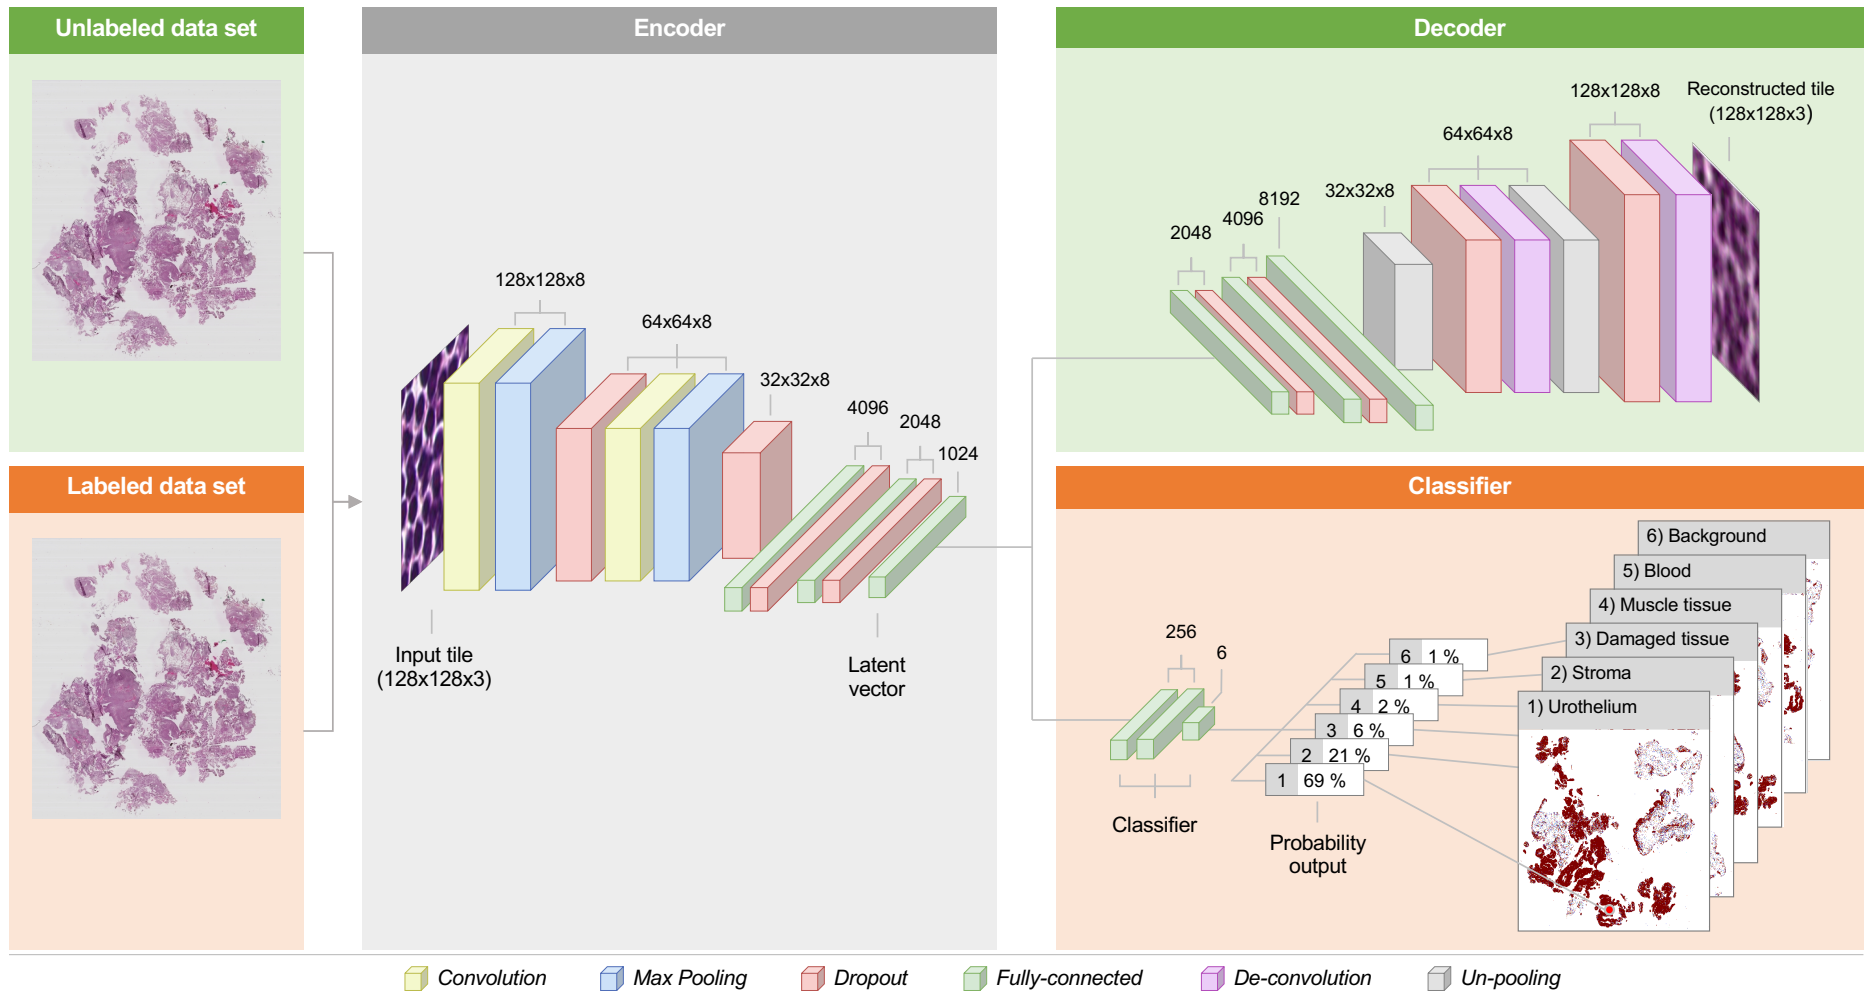 Unlabeled data set
Labeled data set
Encoder
128x128x8
64x64x8
32x32x8
4096
2048
1024
Input tile
(128x128x3)
Latent
vector
Decoder
2048
4096
8192
32x32x8
64x64x8
128x128x8
Reconstructed tile
(128x128x3)
Classifier
256
6
Classifier
6 1 %
5 1 %
4 2 %
3 6 %
2 21 %
1 69 %
Probability
output
6) Background
5) Blood
4) Muscle tissue
3) Damaged tissue
2) Stroma
1) Urothelium
Convolution
Max Pooling
Dropout
Fully-connected
De-convolution
Un-pooling